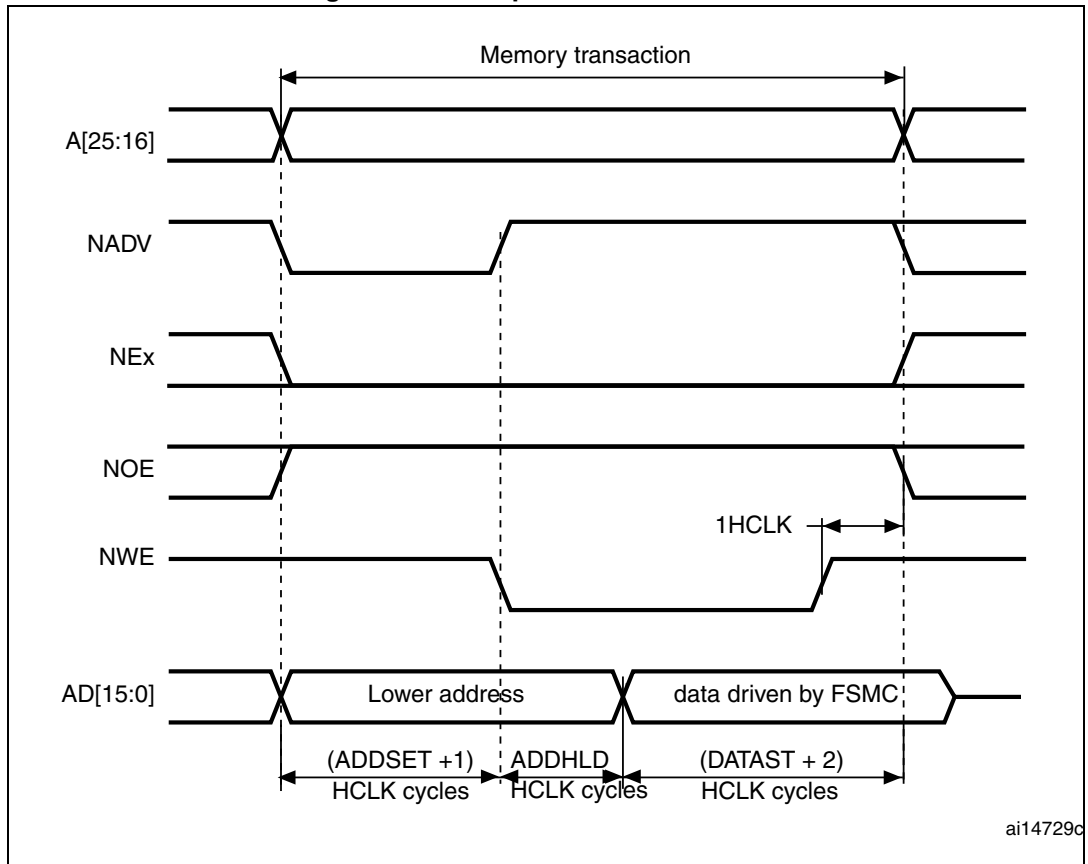 Memory transaction
A[25:16]
NADV
NEx
NOE
1HCLK
NWE
AD[15:0]
Lower address
data driven by FSMC
(ADDSET +1)
HCLK cycles
ADDHLD
HCLK cycles
(DATAST + 2)
HCLK cycles
ai14729c